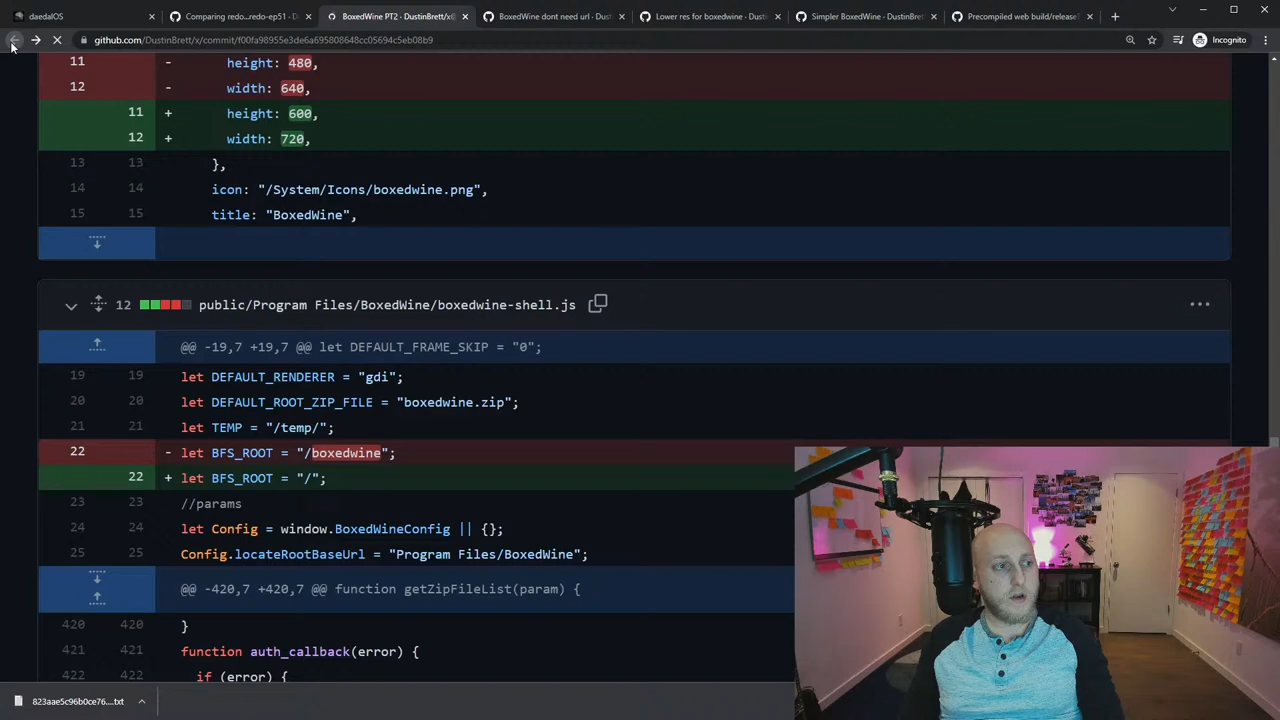 daedalOS
Comparing redo...redo-ep51 · D
BoxedWine PT2 · DustinBrett/x@
BoxedWine dont need url · Dust
Lower res for boxedwine · Dustin
Simpler BoxedWine · DustinBrett
Precompiled web build/release
github.com/DustinBrett/x/commit/f00fa98955e3de6a695808648cc05694c5eb08b9
Incognito
11 - height: 480,
12 - width: 640,
11 + height: 600,
12 + width: 720,
13 13 },
14 14 icon: "/System/Icons/boxedwine.png",
15 15 title: "BoxedWine",
12 public/Program Files/BoxedWine/boxedwine-shell.js
@@ -19,7 +19,7 @@ let DEFAULT_FRAME_SKIP = "0";
19 19 let DEFAULT_RENDERER = "gdi";
20 20 let DEFAULT_ROOT_ZIP_FILE = "boxedwine.zip";
21 21 let TEMP = "/temp/";
22 - let BFS_ROOT = "/boxedwine";
22 + let BFS_ROOT = "/";
23 23 //params
24 24 let Config = window.BoxedWineConfig || {};
25 25 Config.locateRootBaseUrl = "Program Files/BoxedWine";
@@ -420,7 +420,7 @@ function getZipFileList(param) {
420 420 }
421 421 function auth_callback(error) {
422 422 if (error) {
823aae5c96b0ce76....txt